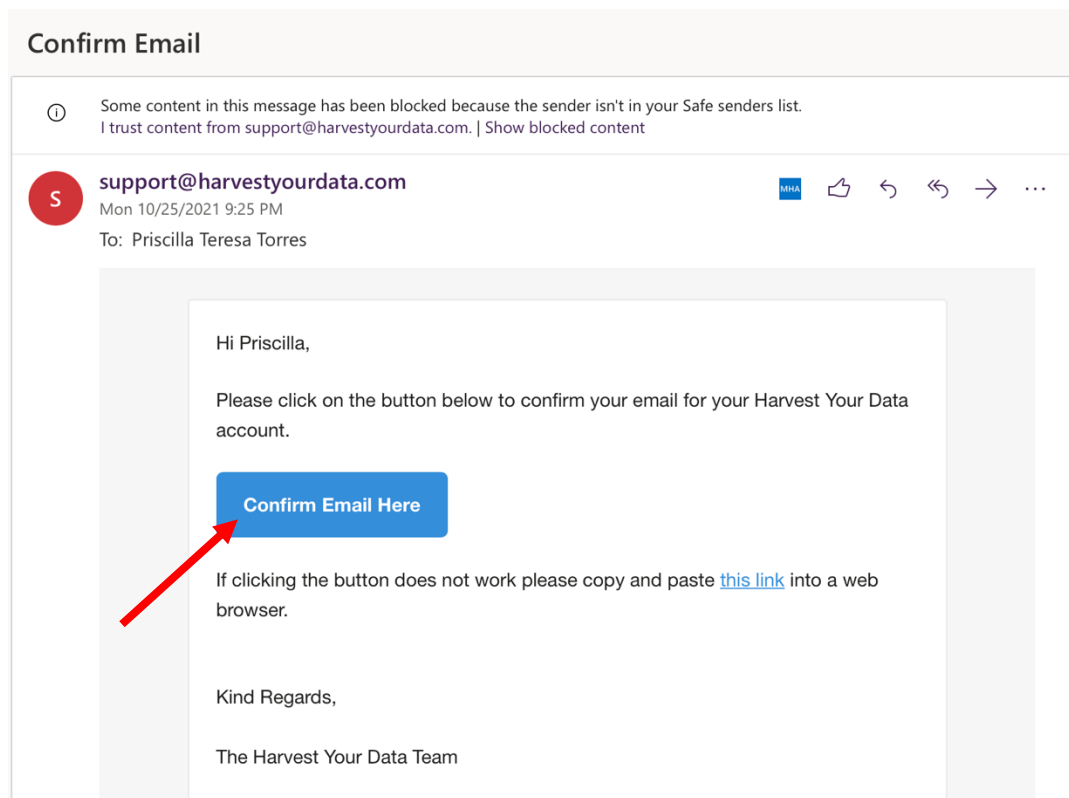 Confirm Email
Some content in this message has been blocked because the sender isn't in your Safe senders list.
I trust content from support@harvestyourdata.com. | Show blocked content
S
support@harvestyourdata.com
MHA
Mon 10/25/2021 9:25 PM
To: Priscilla Teresa Torres
Hi Priscilla,
Please click on the button below to confirm your email for your Harvest Your Data
account.
Confirm Email Here
If clicking the button does not work please copy and paste this link into a web
browser.
Kind Regards,
The Harvest Your Data Team